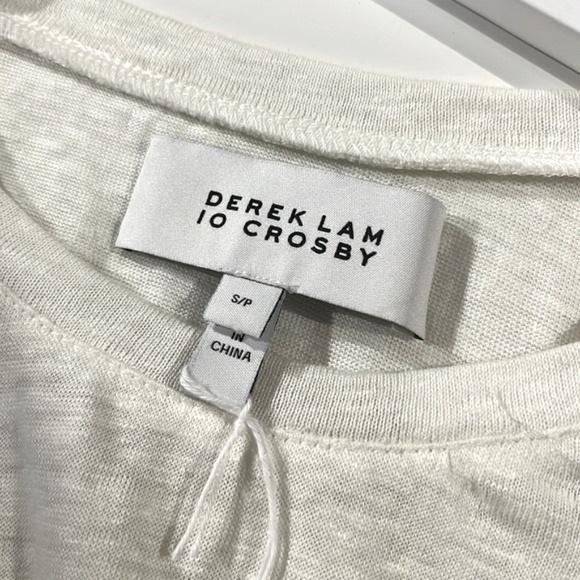 DEREK LAM
10 CROSBY
S/P
IN
CHINA